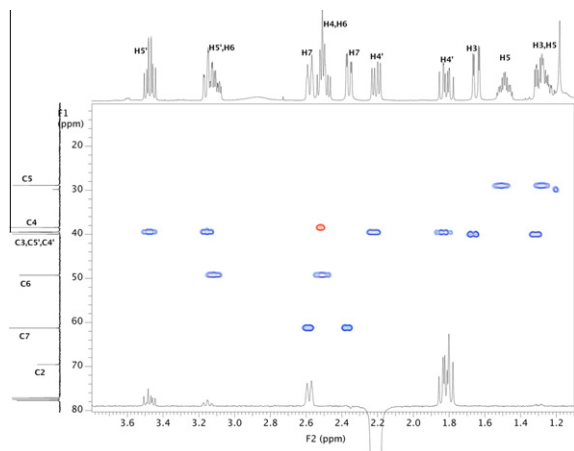 H5' H5',H6 H7 H4,H6 H7 H4' H4' H3 H5 H3,H5
F1
(ppm)
20
C5
30
C4
40
C3,C5',C4'
C6
50
60
C7
C2
70
80
3.6 3.4 3.2 3.0 2.8 2.6 2.4 2.2 2.0 1.8 1.6 1.4 1.2
F2 (ppm)